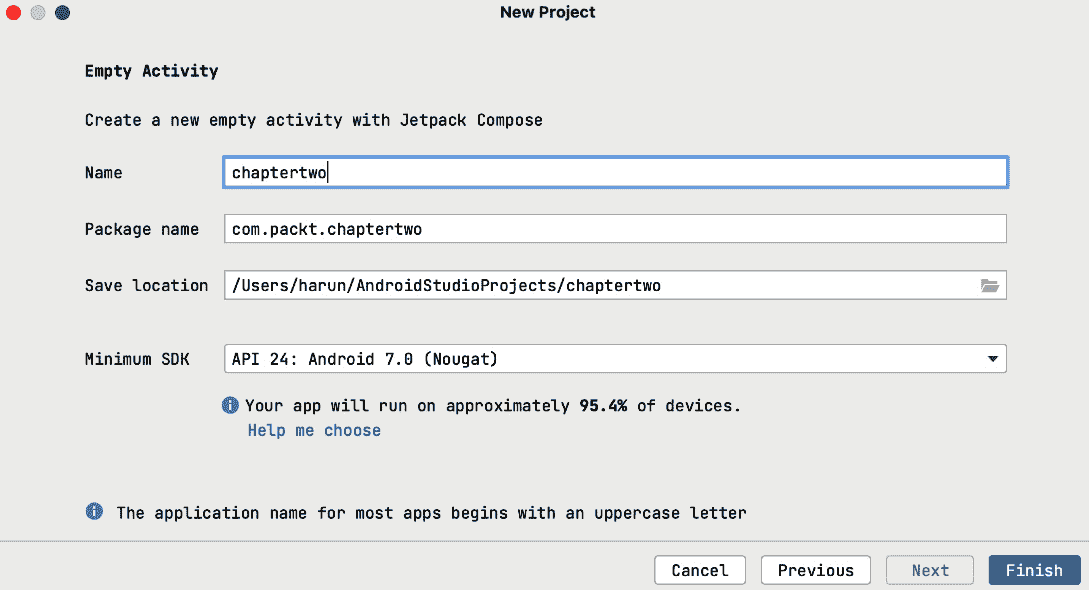 New Project
Empty Activity
Create a new empty activity with Jetpack Compose
Name chaptertwo
Package name com.packt.chaptertwo
Save location /Users/harun/AndroidStudioProjects/chaptertwo
Minimum SDK API 24: Android 7.0 (Nougat)
Your app will run on approximately 95.4% of devices.
Help me choose
The application name for most apps begins with an uppercase letter
Cancel Previous Next Finish